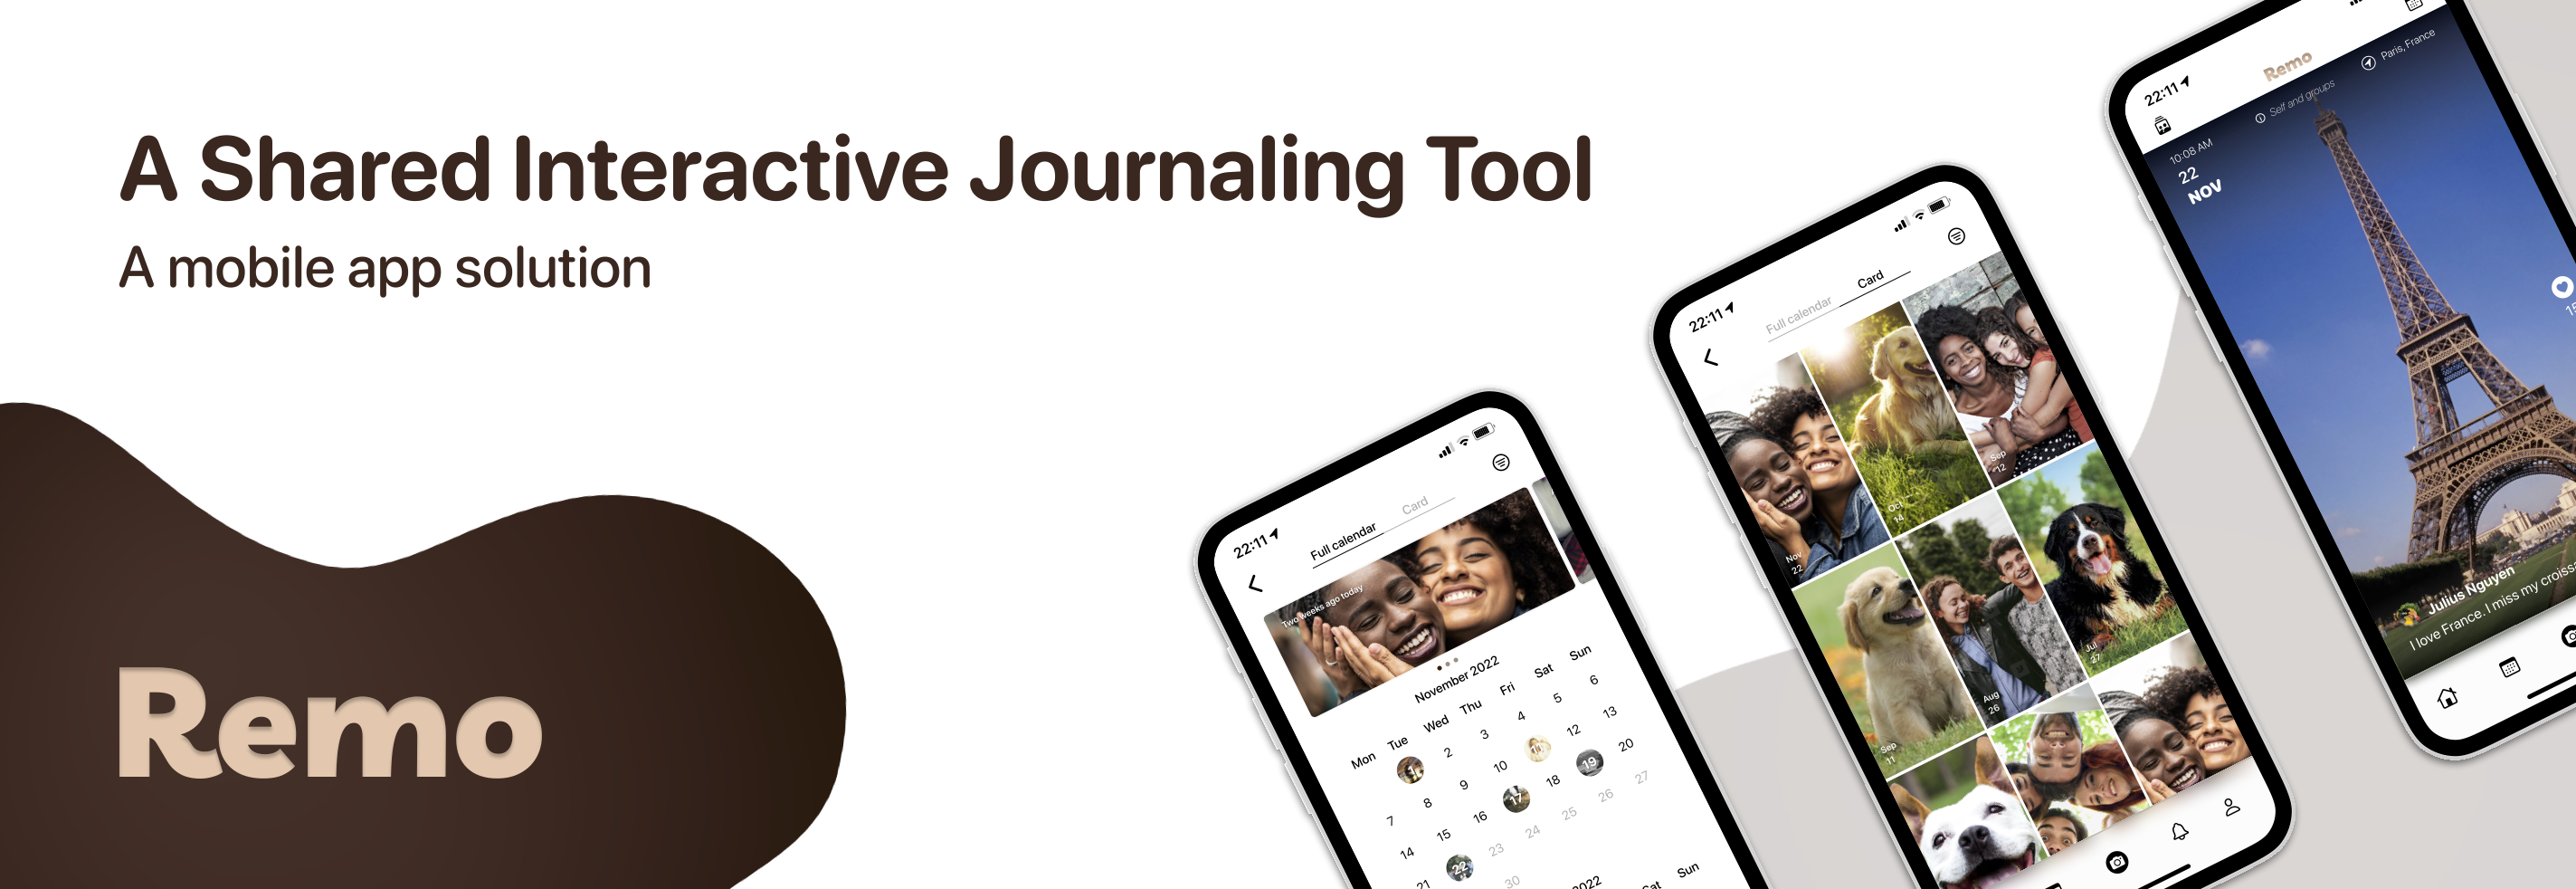 A Shared Interactive Journaling Tool
A mobile app solution
Remo
22:11
Full calendar
Card
Two weeks ago today
November 2022
Mon Tue Wed Thu Fri Sat Sun
1 2 3 4 5 6
7 8 9 10 11 12 13
14 15 16 17 18 19 20
21 22 23 24 25 26 27
30
2022
Sat Sun
22:11
Full calendar
Card
Nov
22
Oct
14
Sep
12
Sep
11
Aug
26
Jul
27
22:11
Remo
Self and groups
Paris, France
10:08 AM
22
NOV
Julius Nguyen
I love France. I miss my